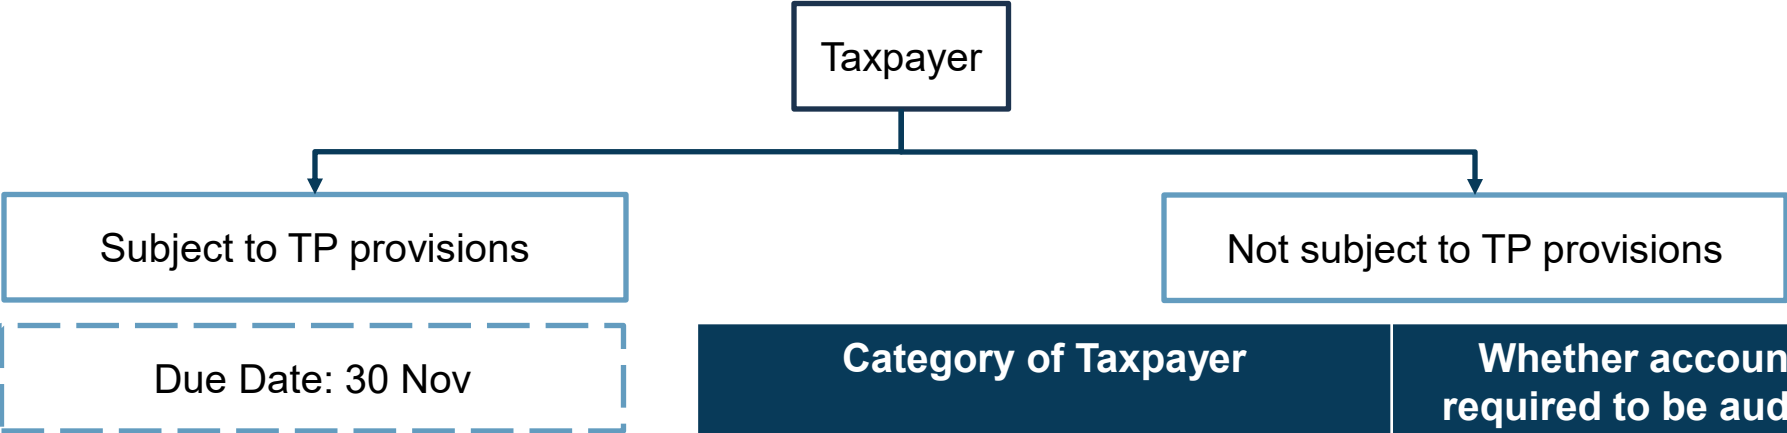 Taxpayer
Subject to TP provisions
Not subject to TP provisions
Due Date: 30 Nov
Category of Taxpayer
Whether accoun
required to be aud